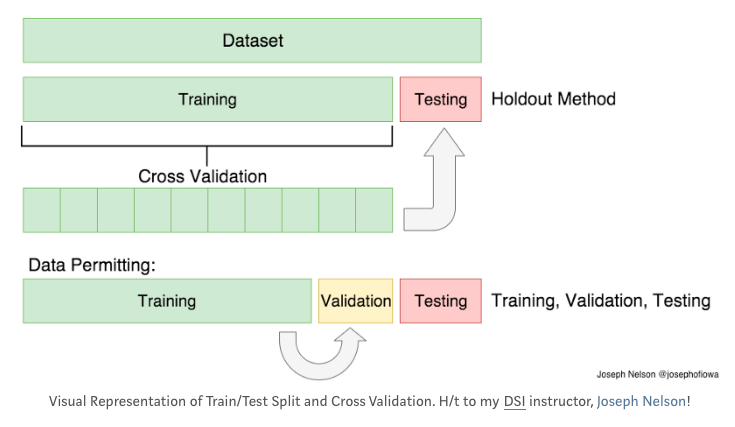 Dataset
Training
Testing
Holdout Method
Cross Validation
Data Permitting:
Training
Validation
Testing
Training, Validation, Testing
Joseph Nelson @josephofiowa
Visual Representation of Train/Test Split and Cross Validation. H/t to my DSI instructor, Joseph Nelson!